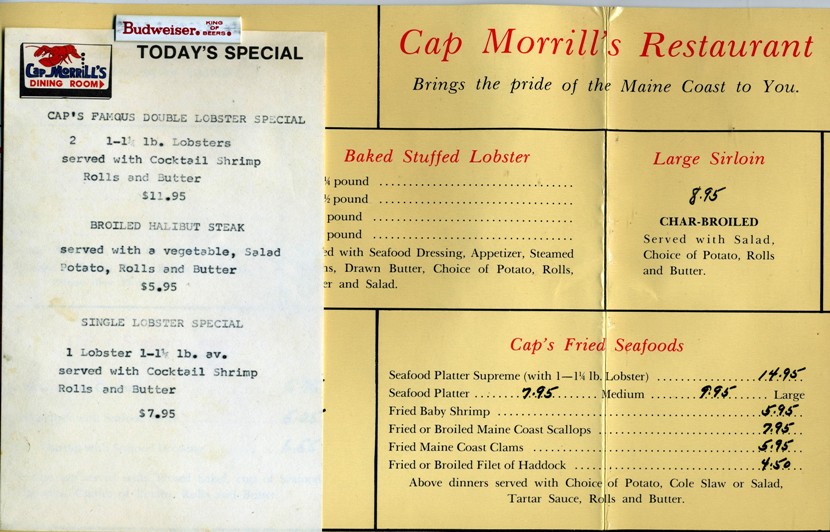 Budweiser. KING OF BEERS.
Cap Morrill's DINING ROOM
TODAY'S SPECIAL
CAP'S FAMOUS DOUBLE LOBSTER SPECIAL
2 1-1¼ lb. Lobsters
served with Cocktail Shrimp
Rolls and Butter
$11.95
BROILED HALIBUT STEAK
served with a vegetable, Salad
Potato, Rolls and Butter
$5.95
SINGLE LOBSTER SPECIAL
1 Lobster 1-1¼ lb. av.
served with Cocktail Shrimp
Rolls and Butter
$7.95
Cap Morrill's Restaurant
Brings the pride of the Maine Coast to You.
Baked Stuffed Lobster
¼ pound
½ pound
pound
pound
with Seafood Dressing, Appetizer, Steamed
Drawn Butter, Choice of Potato, Rolls,
and Salad.
Large Sirloin
8.95
CHAR-BROILED
Served with Salad,
Choice of Potato, Rolls
and Butter.
Cap's Fried Seafoods
Seafood Platter Supreme (with 1—1¼ lb. Lobster) 14.95
Seafood Platter 7.95 Medium 9.95 Large
Fried Baby Shrimp 5.95
Fried or Broiled Maine Coast Scallops 7.95
Fried Maine Coast Clams 5.95
Fried or Broiled Filet of Haddock 4.50
Above dinners served with Choice of Potato, Cole Slaw or Salad,
Tartar Sauce, Rolls and Butter.